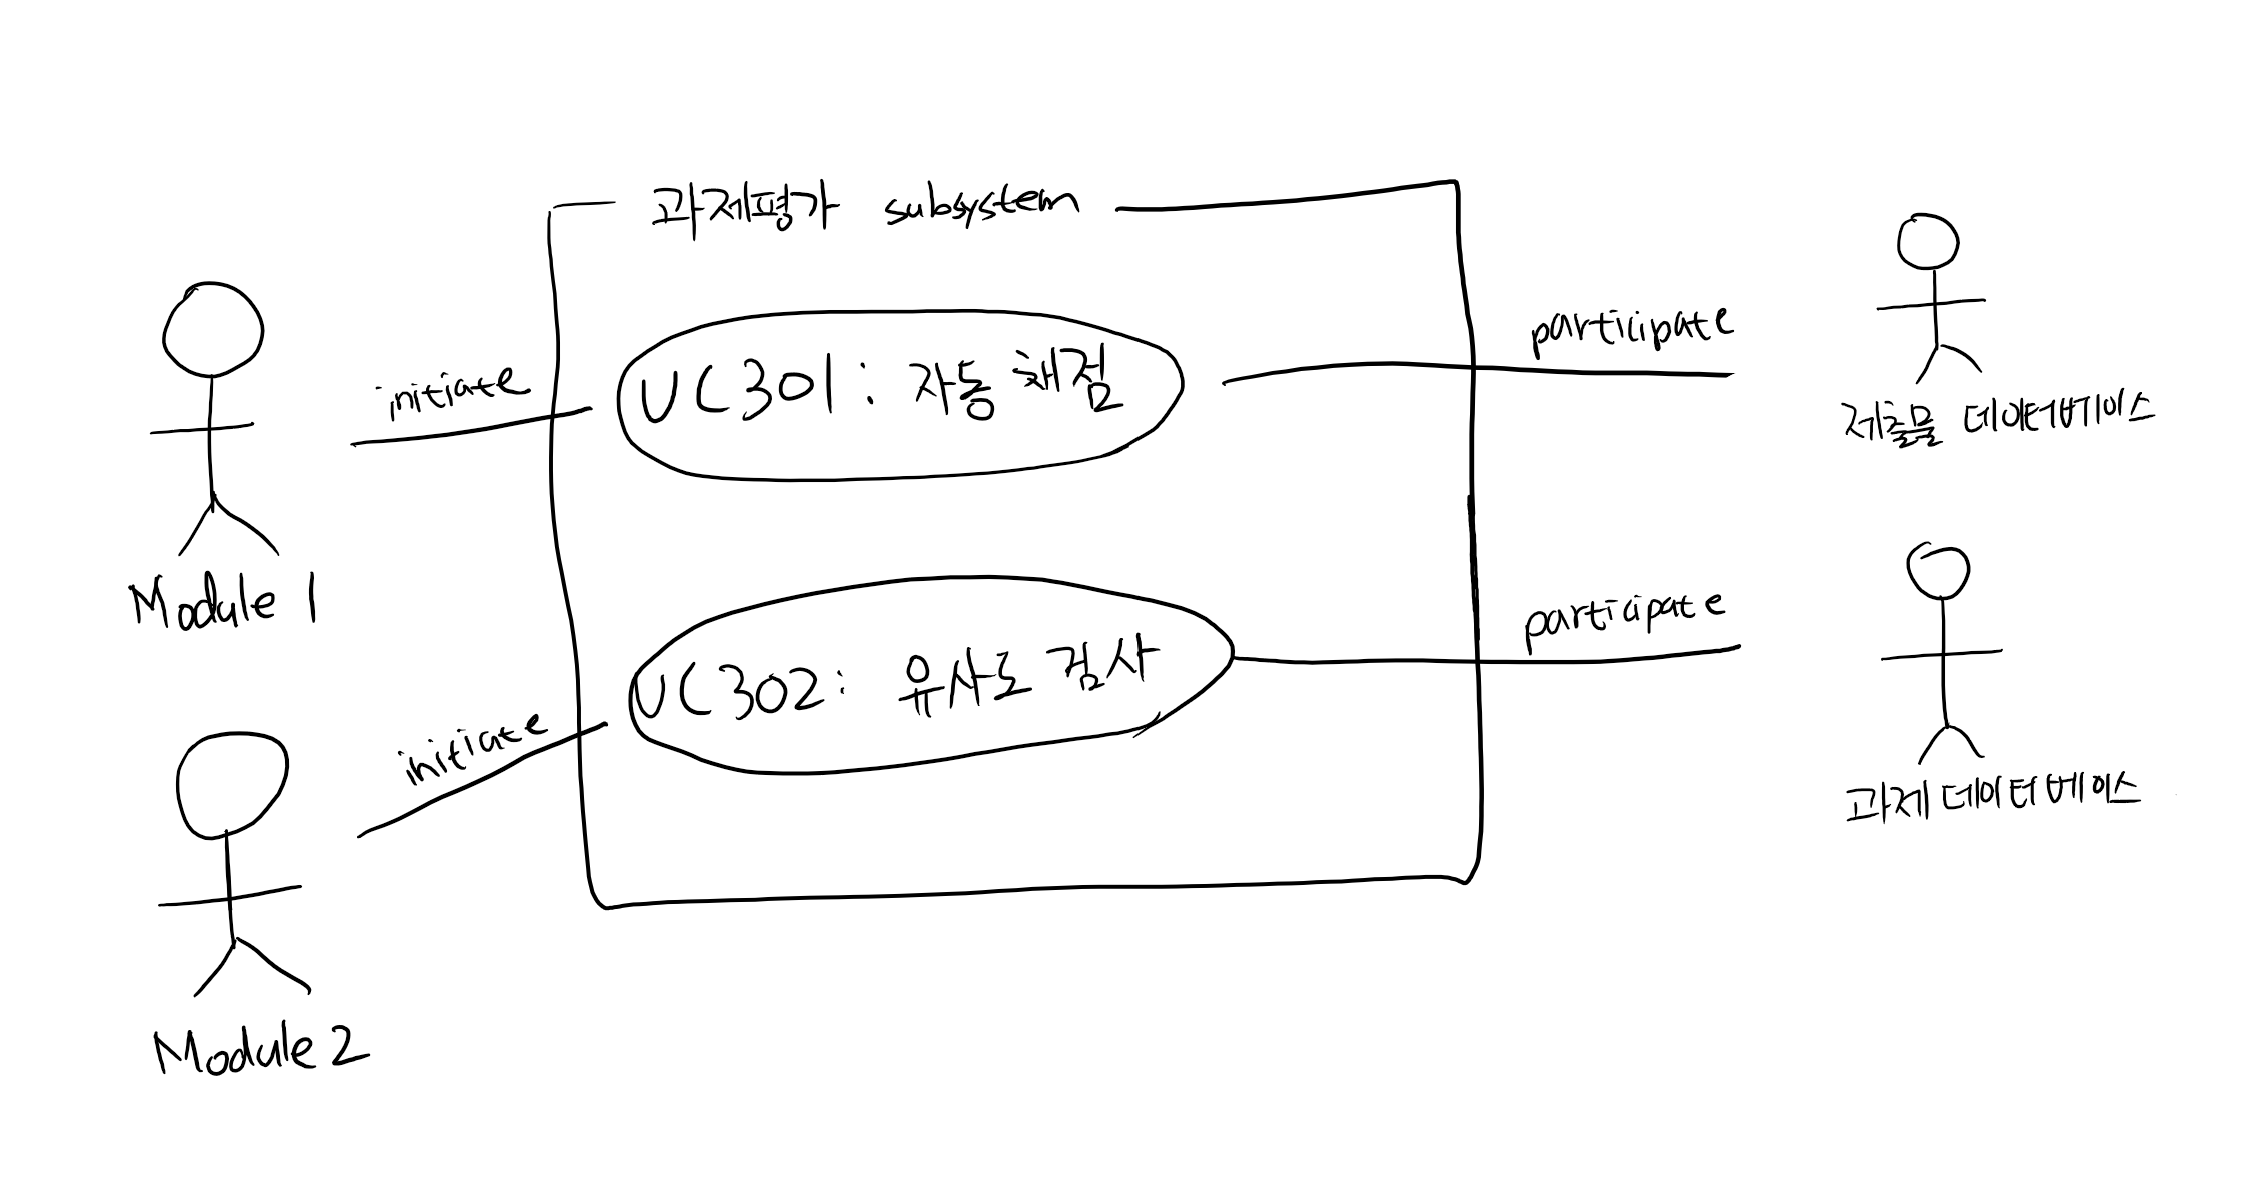 과제평가 subsystem
initiate
UC301: 자동 채점
participate
Module 1
제출물 데이터베이스
initiate
UC302: 유사도 검사
participate
Module 2
과제 데이터베이스